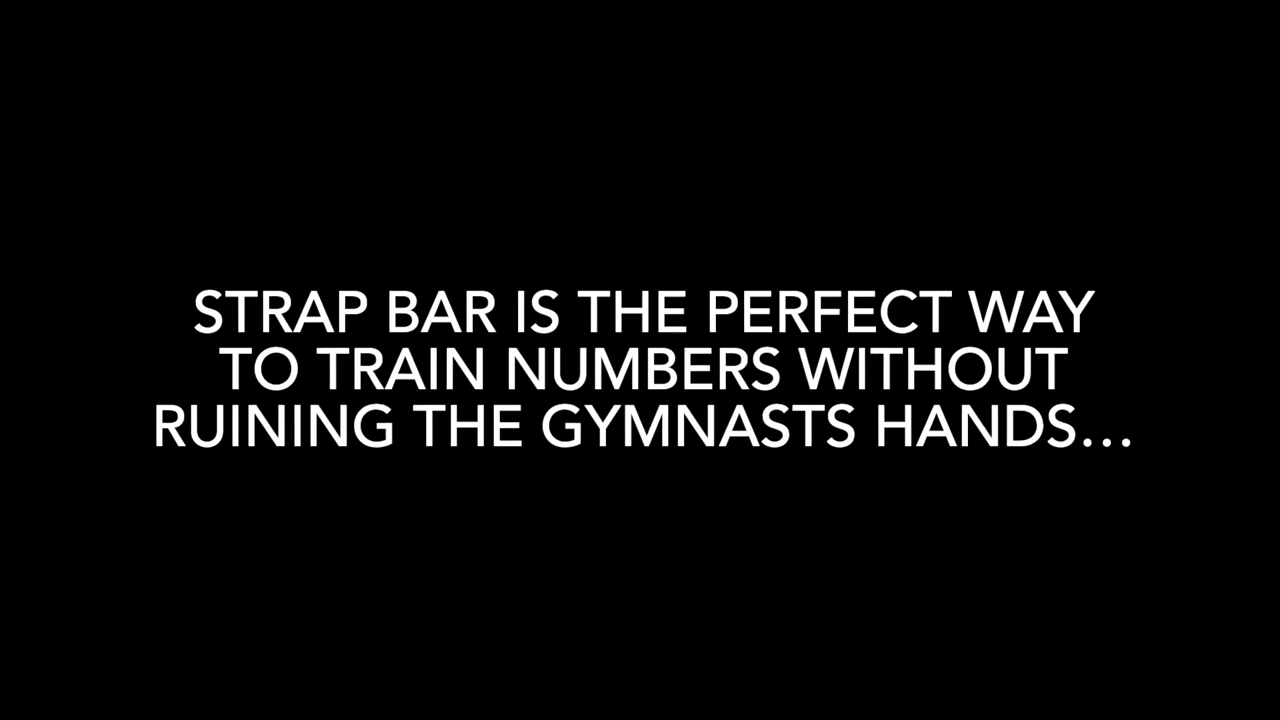 STRAP BAR IS THE PERFECT WAY
TO TRAIN NUMBERS WITHOUT
RUINING THE GYMNASTS HANDS...